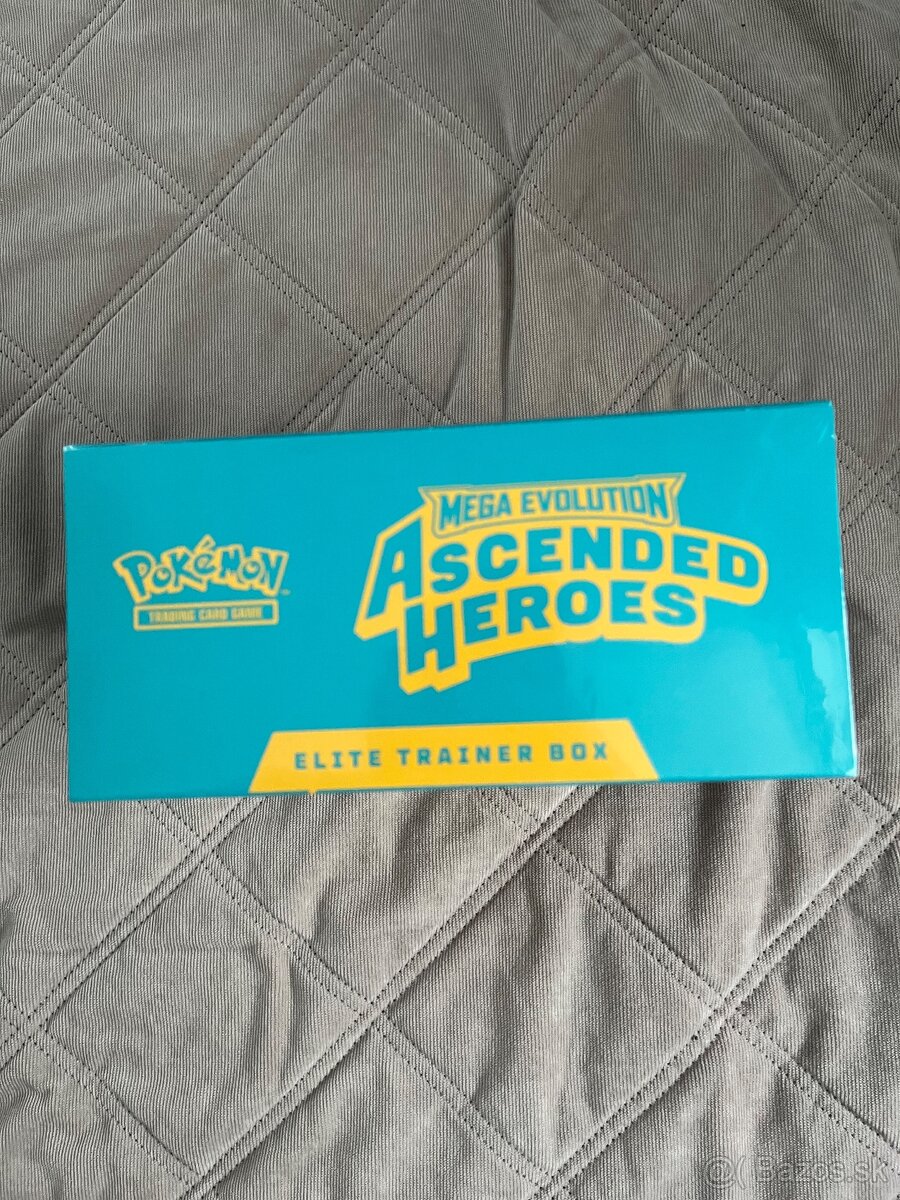 MEGA EVOLUTION
ASCENDED
HEROES
POKéMON
TRADING CARD GAME
ELITE TRAINER BOX
Bazos.sk